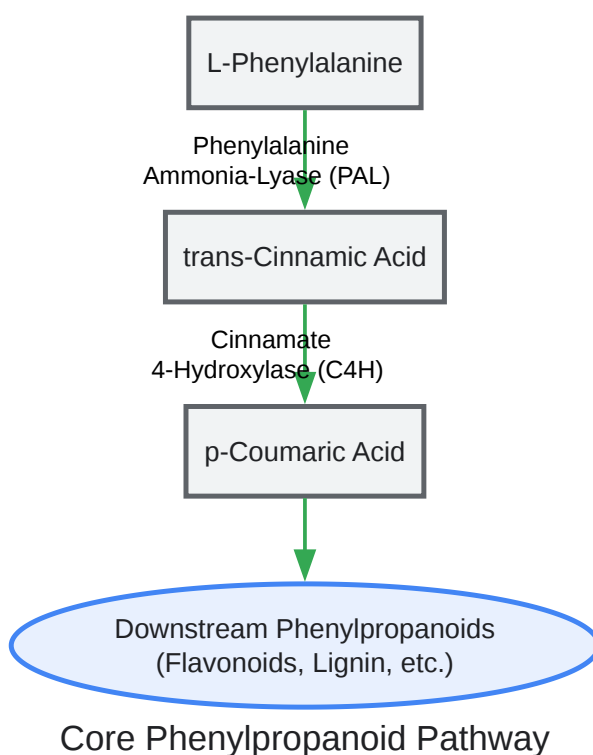 L-Phenylalanine
Phenylalanine
Ammonia-Lyase (PAL)
trans-Cinnamic Acid
Cinnamate
4-Hydroxylase (C4H)
p-Coumaric Acid
Downstream Phenylpropanoids
(Flavonoids, Lignin, etc.)
Core Phenylpropanoid Pathway